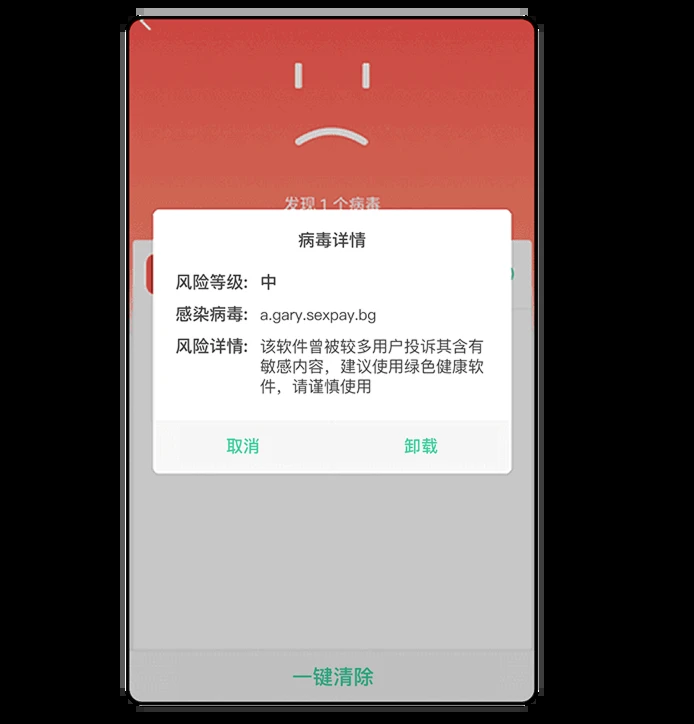 发现 1 个病毒
病毒详情
风险等级: 中
感染病毒: a.gary.sexpay.bg
风险详情: 该软件曾被较多用户投诉其含有
敏感内容，建议使用绿色健康软
件，请谨慎使用
取消 卸载
一键清除